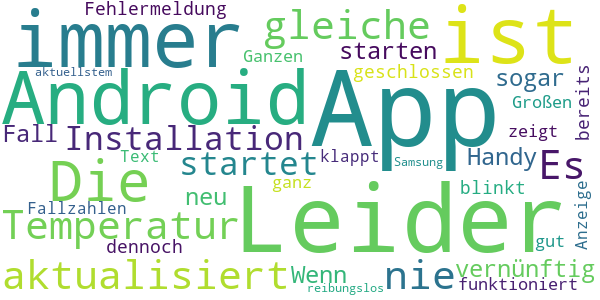 Fehlermeldung
immer
gleiche
ist
starten
Ganzen
aktuellstem
geschlossen
sogar
bereits
Android
App
Großen
Fall
Installation
zeigt
Text
startet
klappt
Samsung
Handy
Es
Die
neu
ganz
blinkt
Fallzahlen
Leider
Anzeige
Temperatur
dennoch
gut
aktualisiert
Wenn
nie
vernünftig
reibungslos
funktioniert